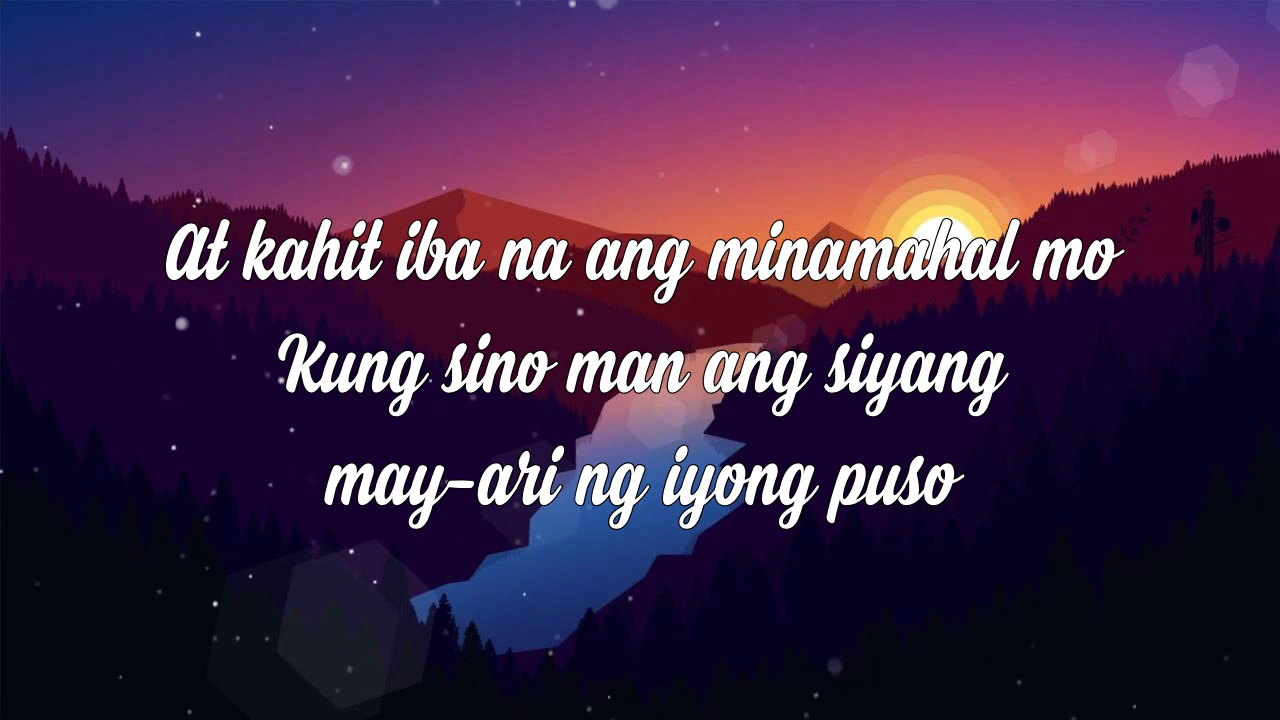 At kahit iba na ang minamahal mo
Kung sino man ang siyang
may-ari ng iyong puso